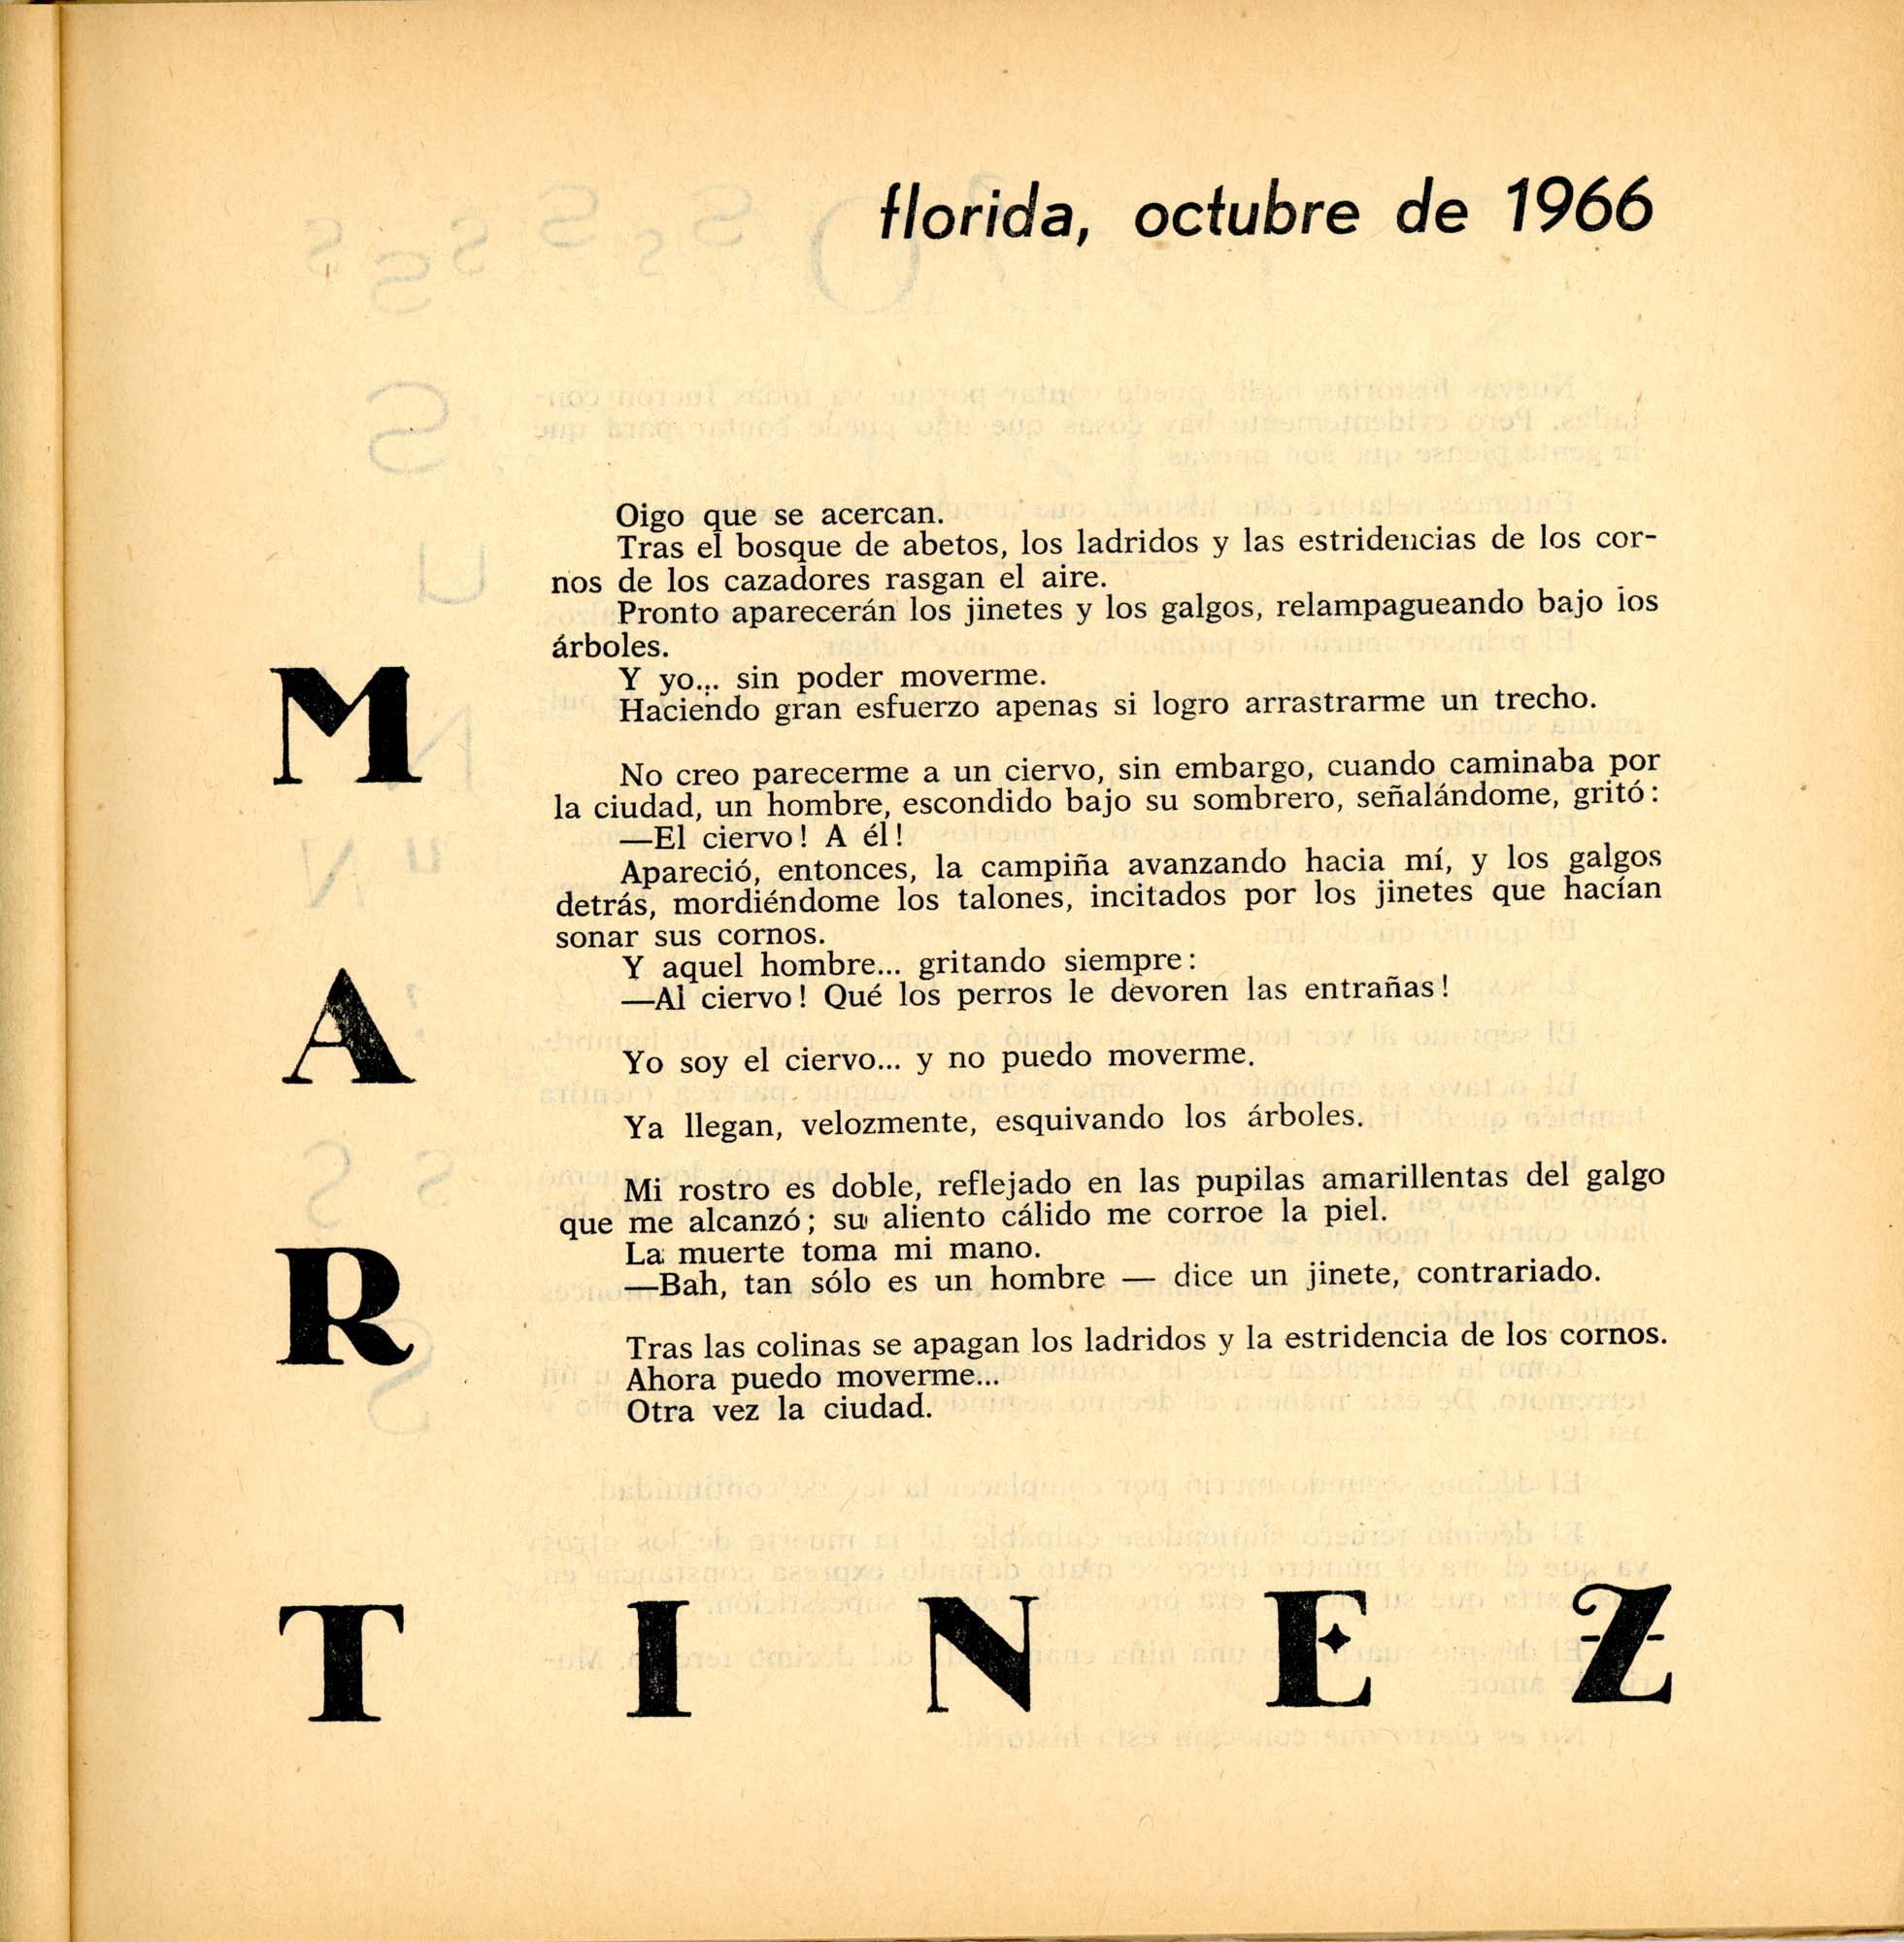 florida, octubre de 1966
Oigo que se acercan.
Tras el bosque de abetos, los ladridos y las estridencias de los cor-
nos de los cazadores rasgan el aire.
Pronto aparecerán los jinetes y los galgos, relampagueando bajo los
árboles.
Y yo... sin poder moverme.
Haciendo gran esfuerzo apenas si logro arrastrarme un trecho.
No creo parecerme a un ciervo, sin embargo, cuando caminaba por
la ciudad, un hombre, escondido bajo su sombrero, señalándome, gritó:
—El ciervo! A él!
Apareció, entonces, la campiña avanzando hacia mí, y los galgos
detrás, mordiéndome los talones, incitados por los jinetes que hacían
sonar sus cornos.
Y aquel hombre... gritando siempre:
—Al ciervo! Qué los perros le devoren las entrañas!
Yo soy el ciervo... y no puedo moverme.
Ya llegan, velozmente, esquivando los árboles.
Mi rostro es doble, reflejado en las pupilas amarillentas del galgo
que me alcanzó; su aliento cálido me corroe la piel.
La muerte toma mi mano.
—Bah, tan sólo es un hombre — dice un jinete, contrariado.
Tras las colinas se apagan los ladridos y la estridencia de los cornos.
Ahora puedo moverme...
Otra vez la ciudad.
M
A
R
T I N E Z